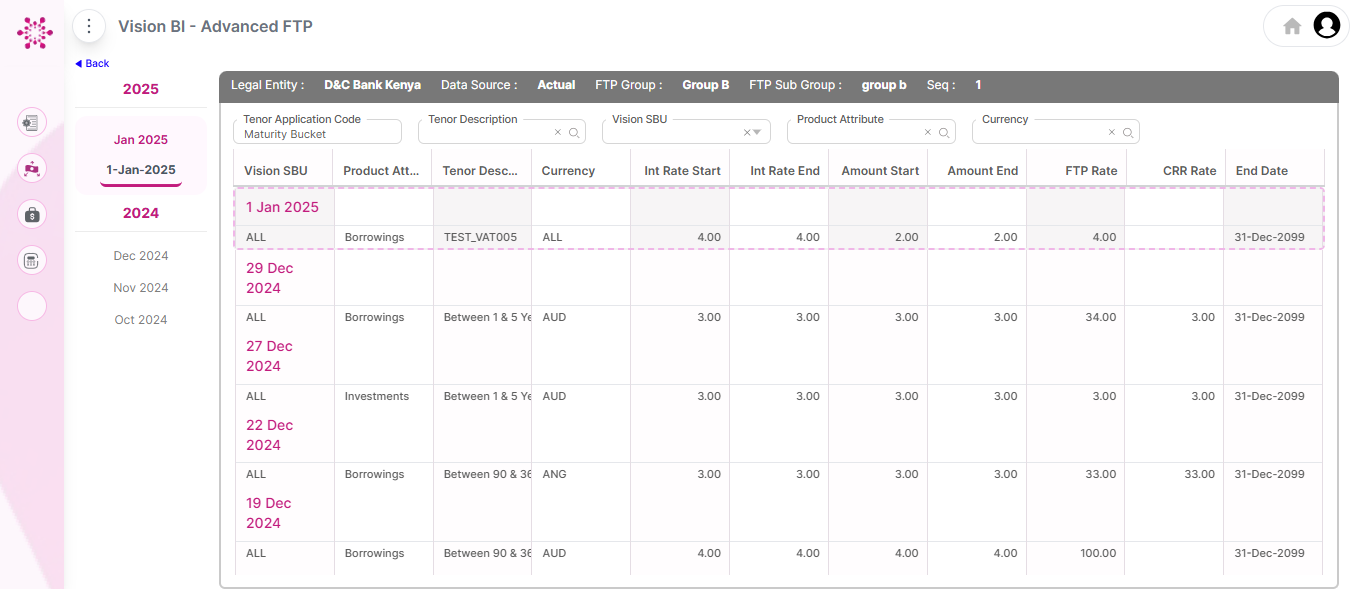 Vision BI - Advanced FTP
Back
2025
Jan 2025
1-Jan-2025
2024
Dec 2024
Nov 2024
Oct 2024
Legal Entity : D&C Bank Kenya Data Source : Actual FTP Group : Group B FTP Sub Group : group b Seq : 1
Tenor Application Code Tenor Description Vision SBU Product Attribute Currency
Maturity Bucket
Vision SBU Product Att... Tenor Desc... Currency Int Rate Start Int Rate End Amount Start Amount End FTP Rate CRR Rate End Date
1 Jan 2025
ALL Borrowings TEST_VAT005 ALL 4.00 4.00 2.00 2.00 4.00 31-Dec-2099
29 Dec
2024
ALL Borrowings Between 1 & 5 Ye AUD 3.00 3.00 3.00 3.00 34.00 3.00 31-Dec-2099
27 Dec
2024
ALL Investments Between 1 & 5 Ye AUD 3.00 3.00 3.00 3.00 3.00 3.00 31-Dec-2099
22 Dec
2024
ALL Borrowings Between 90 & 36 ANG 3.00 3.00 3.00 3.00 33.00 33.00 31-Dec-2099
19 Dec
2024
ALL Borrowings Between 90 & 36 AUD 4.00 4.00 4.00 4.00 100.00 31-Dec-2099